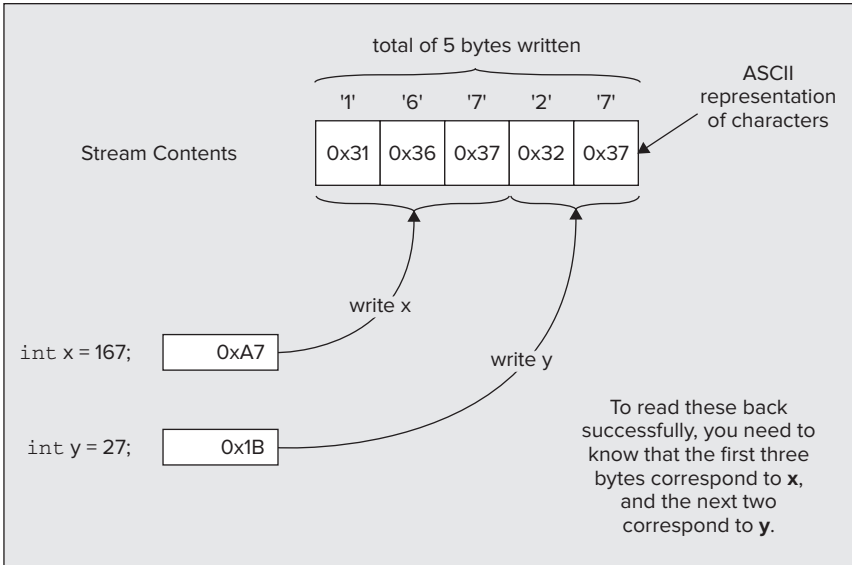 total of 5 bytes written
ASCII
representation
of characters
'1' '6' '7' '2' '7'
Stream Contents
0x31 0x36 0x37 0x32 0x37
write x
int x = 167;
0xA7
write y
int y = 27;
0x1B
To read these back
successfully, you need to
know that the first three
bytes correspond to x,
and the next two
correspond to y.